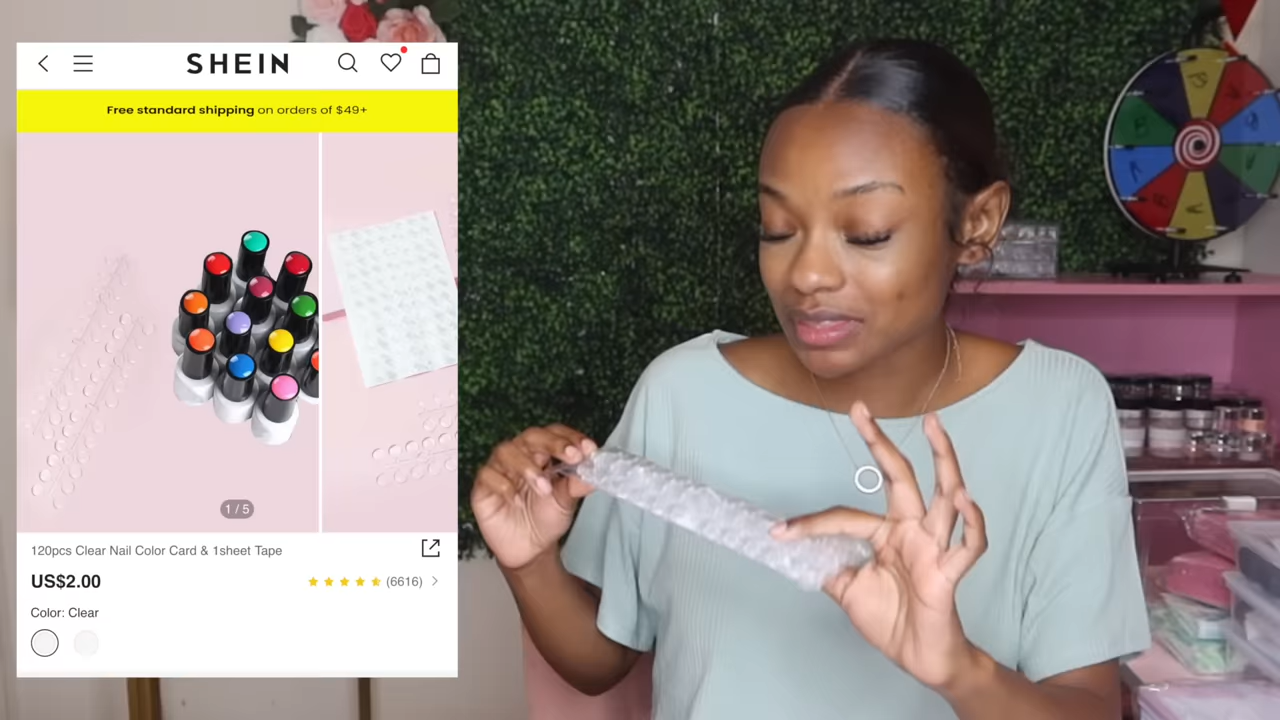 SHEIN
Free standard shipping on orders of $49+
1 / 5
120pcs Clear Nail Color Card & 1sheet Tape
US$2.00
(6616)
Color: Clear